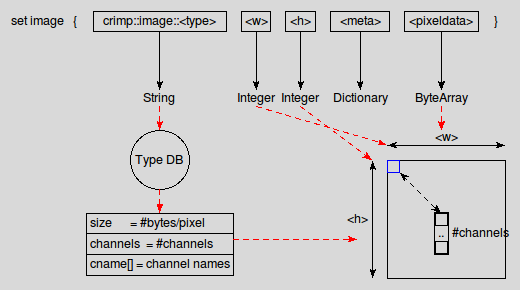 set image { crimp::image::<type> <w> <h> <meta> <pixeldata> }
String Integer Integer Dictionary ByteArray
<w>
Type DB
<h>
size = #bytes/pixel
channels = #channels
cname[] = channel names
.. #channels